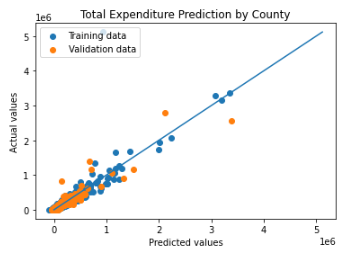 Total Expenditure Prediction by County
1e6
Training data
Validation data
5
4
3
2
1
0
Actual values
0 1 2 3 4 5
1e6
Predicted values